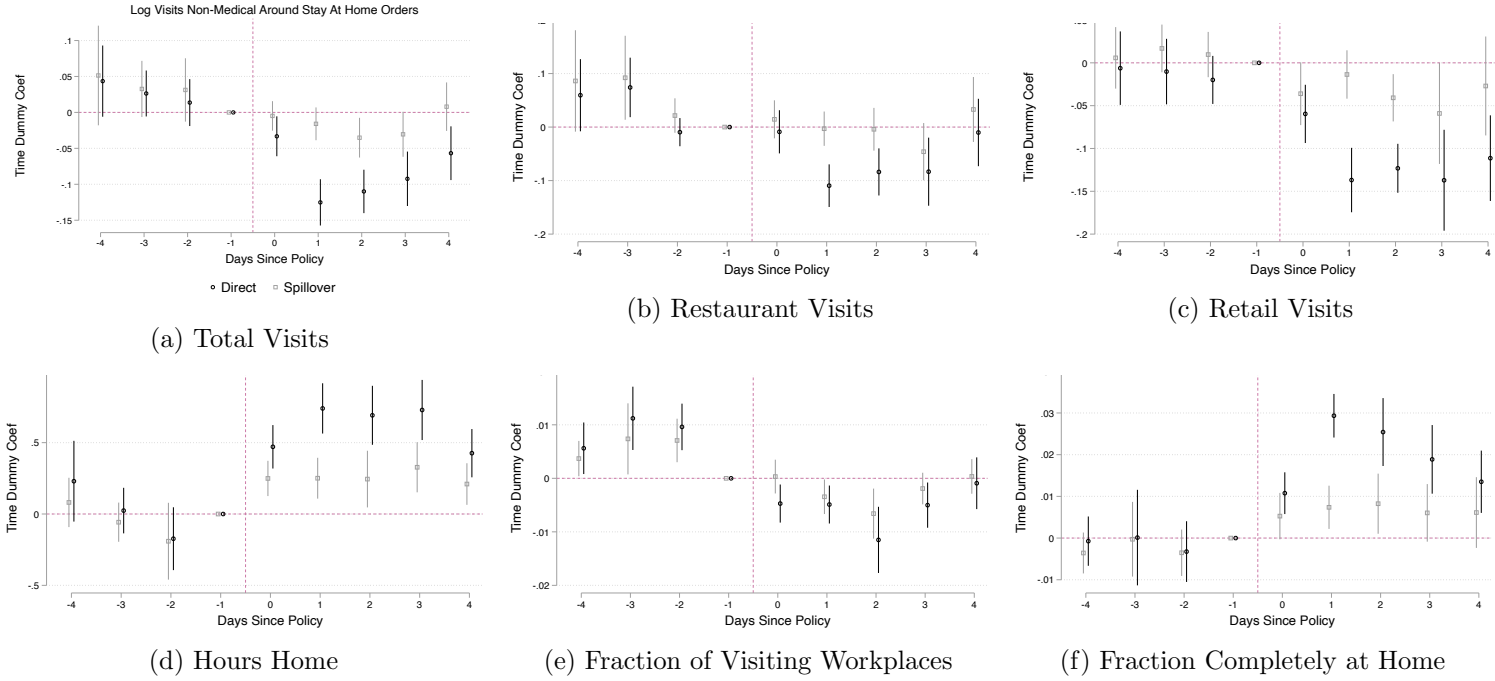 Log Visits Non-Medical Around Stay At Home Orders
Time Dummy Coef
.1
.05
0
-.05
-.1
-.15
-4 -3 -2 -1 0 1 2 3 4
Days Since Policy
Direct Spillover
(a) Total Visits
Time Dummy Coef
.1
0
-.1
-.2
-4 -3 -2 -1 0 1 2 3 4
Days Since Policy
(b) Restaurant Visits
Time Dummy Coef
0
-.05
-.1
-.15
-.2
-4 -3 -2 -1 0 1 2 3 4
Days Since Policy
(c) Retail Visits
Time Dummy Coef
.5
0
-.5
-4 -3 -2 -1 0 1 2 3 4
Days Since Policy
(d) Hours Home
Time Dummy Coef
.01
0
-.01
-.02
-4 -3 -2 -1 0 1 2 3 4
Days Since Policy
(e) Fraction of Visiting Workplaces
Time Dummy Coef
.03
.02
.01
0
-.01
-4 -3 -2 -1 0 1 2 3 4
Days Since Policy
(f) Fraction Completely at Home